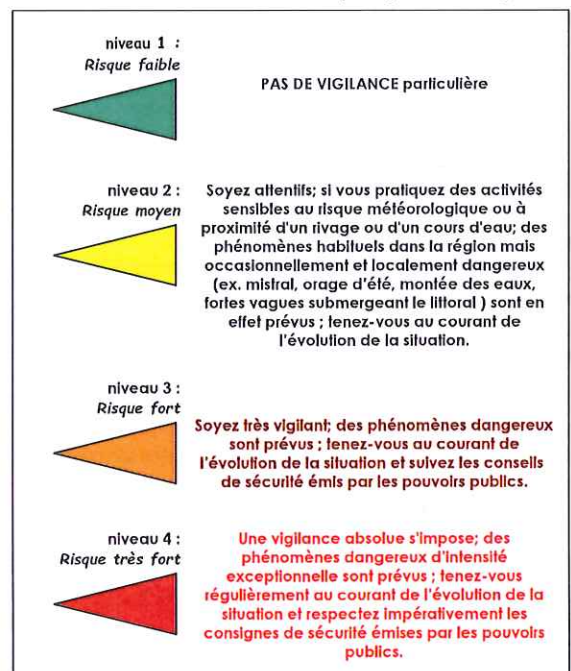 niveau 1 :
Risque faible
PAS DE VIGILANCE particulière
niveau 2 :
Risque moyen
Soyez attentifs; si vous pratiquez des activités
sensibles au risque météorologique ou à
proximité d'un rivage ou d'un cours d'eau; des
phénomènes habituels dans la région mais
occasionnellement et localement dangereux
(ex. mistral, orage d'été, montée des eaux,
fortes vagues submergeant le littoral ) sont en
effet prévus ; tenez-vous au courant de
l'évolution de la situation.
niveau 3 :
Risque fort
Soyez très vigilant; des phénomènes dangereux
sont prévus ; tenez-vous au courant de
l'évolution de la situation et suivez les conseils
de sécurité émis par les pouvoirs publics.
niveau 4 :
Risque très fort
Une vigilance absolue s'impose; des
phénomènes dangereux d'intensité
exceptionnelle sont prévus ; tenez-vous
régulièrement au courant de l'évolution de la
situation et respectez impérativement les
consignes de sécurité émises par les pouvoirs
publics.